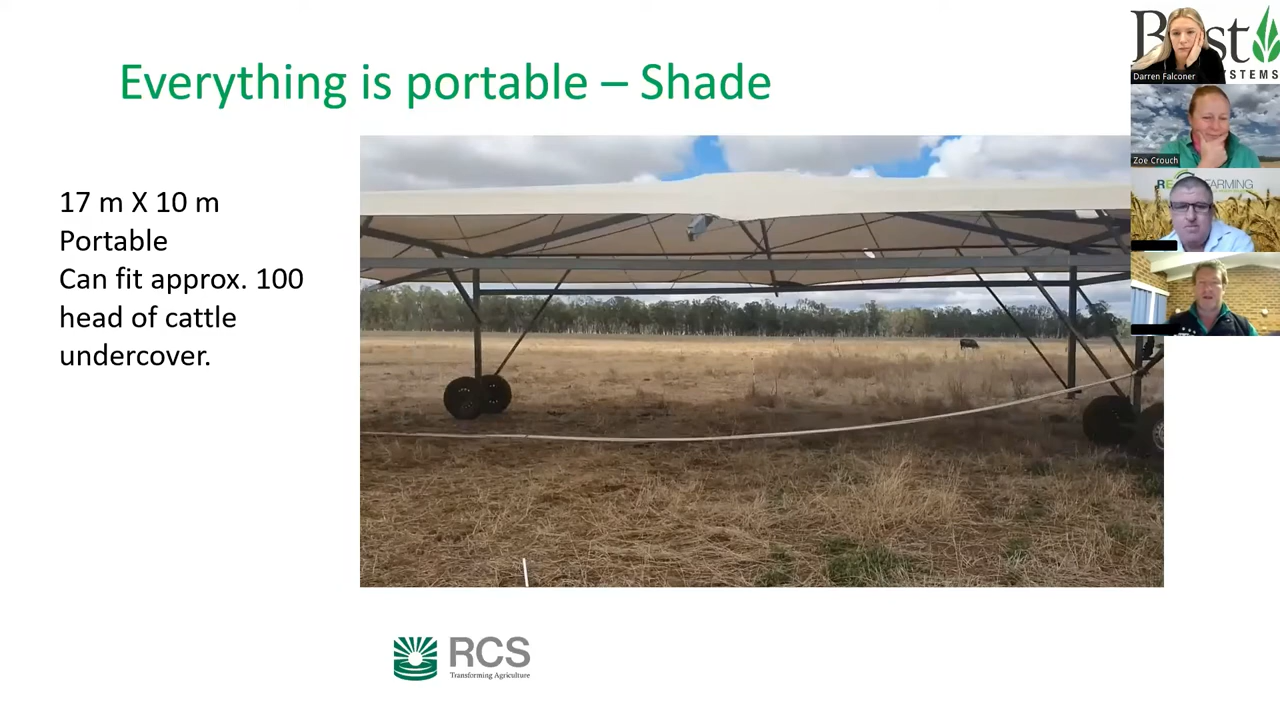 Everything is portable – Shade
17 m X 10 m
Portable
Can fit approx. 100
head of cattle
undercover.
RCS
Transforming Agriculture
SYSTEMS
Darren Falconer
Zoe Crouch
FARMING